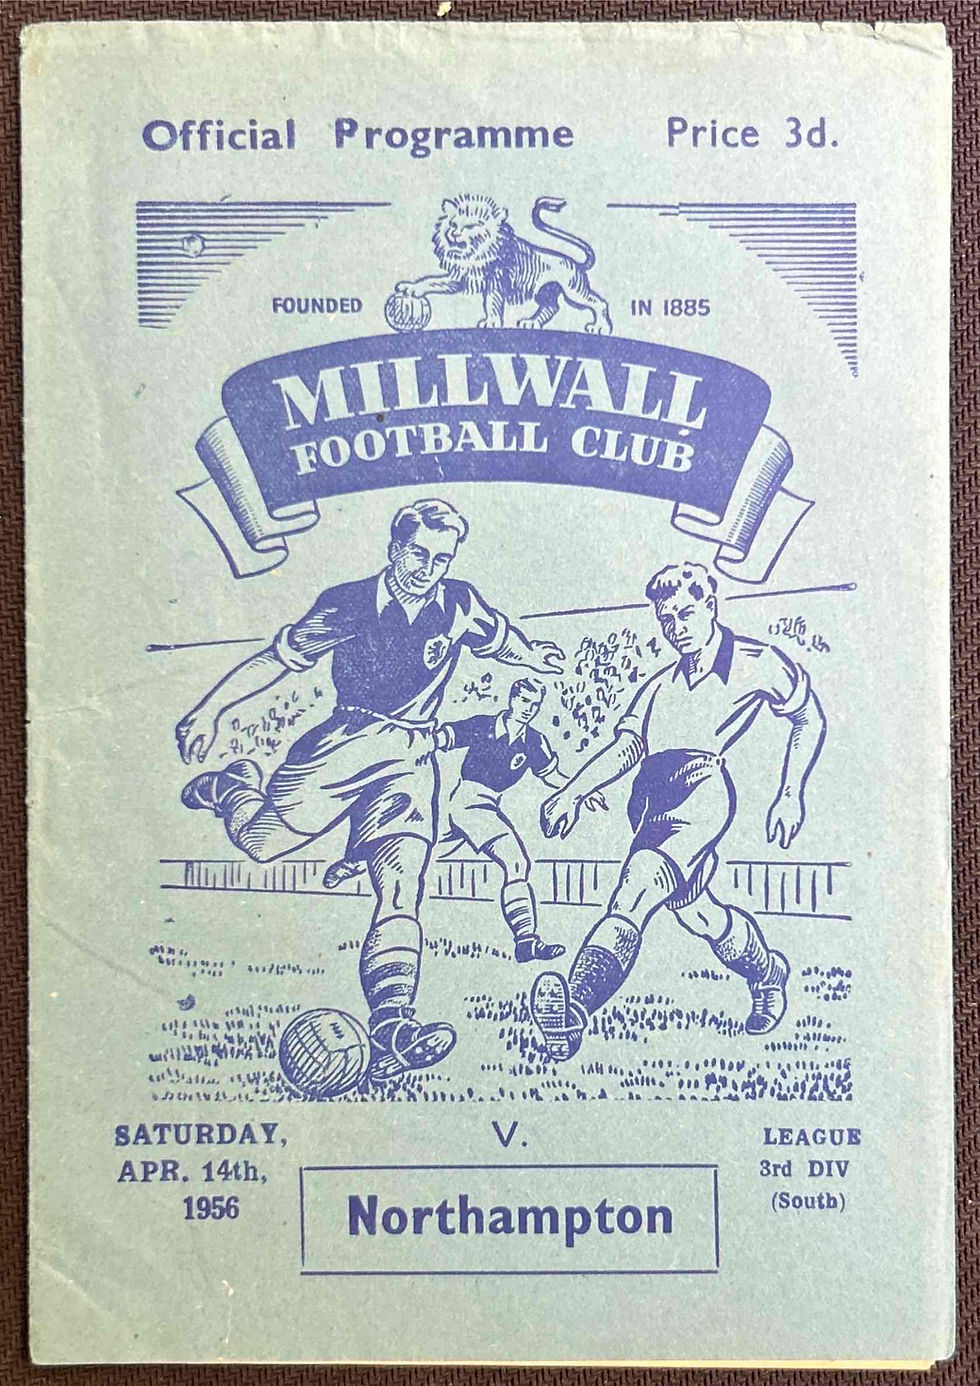 Official Programme Price 3d.
FOUNDED IN 1885
MILLWALL
FOOTBALL CLUB
SATURDAY,
APR. 14th,
1956
V.
Northampton
LEAGUE
3rd DIV
(South)